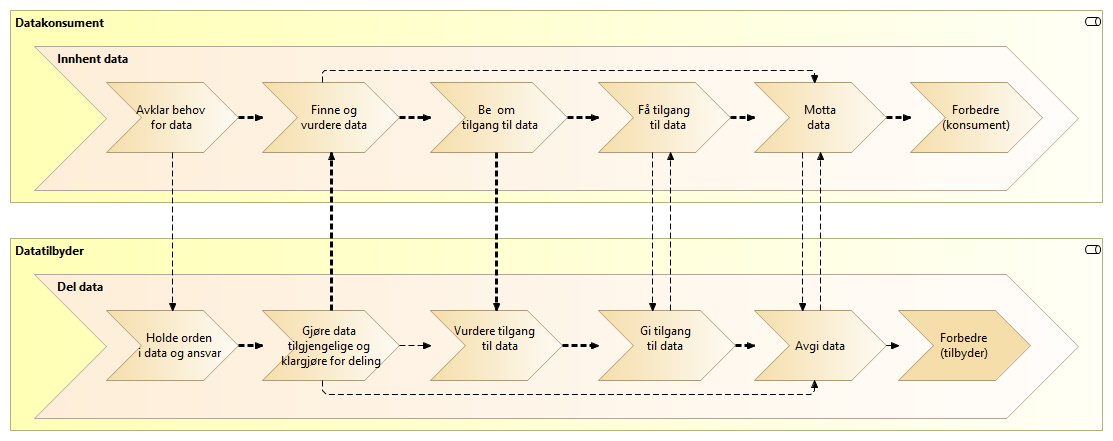 Datakonsument
Innhent data
Avklar behov
for data
Finne og
vurdere data
Be om
tilgang til data
Få tilgang
til data
Motta
data
Forbedre
(konsument)
Datatilbyder
Del data
Holde orden
i data og ansvar
Gjøre data
tilgjengelige og
klargjøre for deling
Vurdere tilgang
til data
Gi tilgang
til data
Avgi data
Forbedre
(tilbyder)